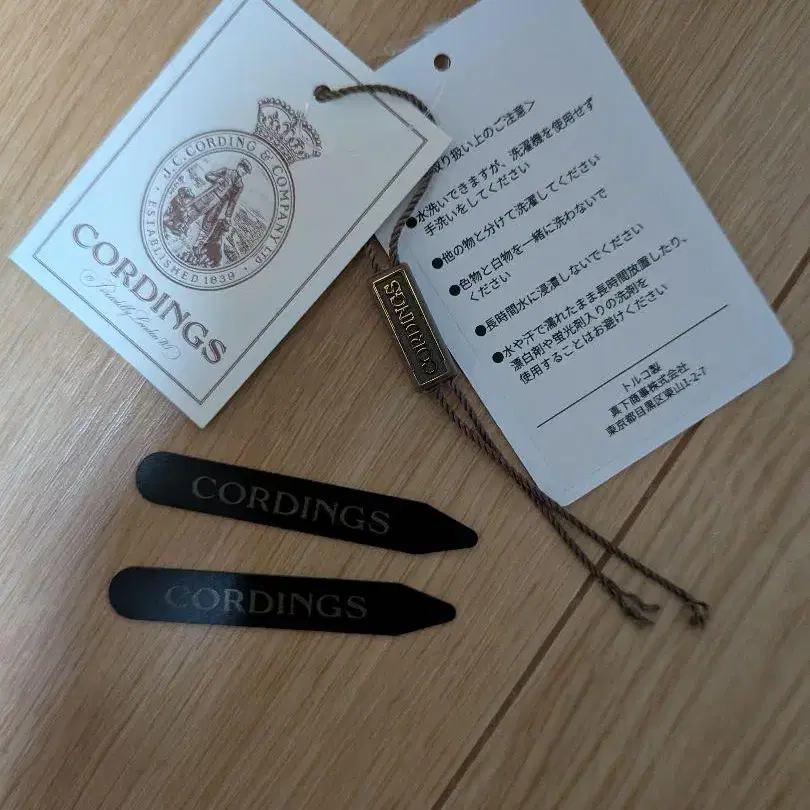 J.C.CORDING & COMPANY LTD.
ESTABLISHED 1839
CORDINGS
Piccadilly London W1
CORDINGS
取り扱い上のご注意>
●水洗いできますが、洗濯機を使用せず
手洗いをしてください
●他の物と分けて洗濯してください
●色物と白物を一緒に洗わないで
ください
●長時間水に浸漬しないでください
●水や汗で濡れたまま長時間放置したり、
漂白剤や蛍光剤入りの洗剤を
使用することはお避けください
トルコ製
真下商事株式会社
東京都目黒区東山1-2-7
CORDINGS
CORDINGS